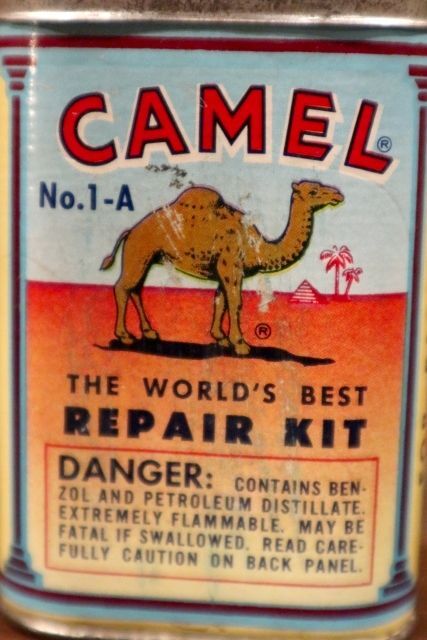 CAMEL®
No.1-A
®
THE WORLD'S BEST
REPAIR KIT
DANGER: CONTAINS BEN-
ZOL AND PETROLEUM DISTILLATE.
EXTREMELY FLAMMABLE. MAY BE
FATAL IF SWALLOWED. READ CARE-
FULLY CAUTION ON BACK PANEL.